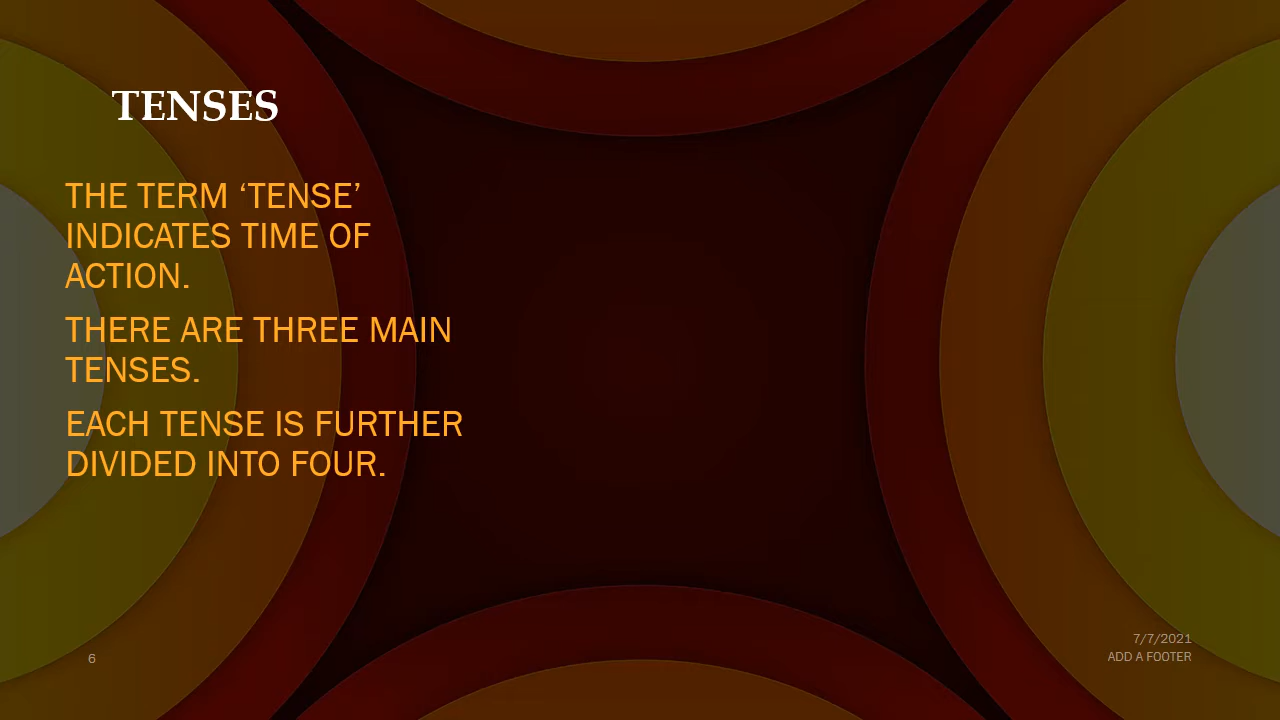 TENSES
THE TERM ‘TENSE’
INDICATES TIME OF
ACTION.
THERE ARE THREE MAIN
TENSES.
EACH TENSE IS FURTHER
DIVIDED INTO FOUR.
7/7/2021
6
ADD A FOOTER